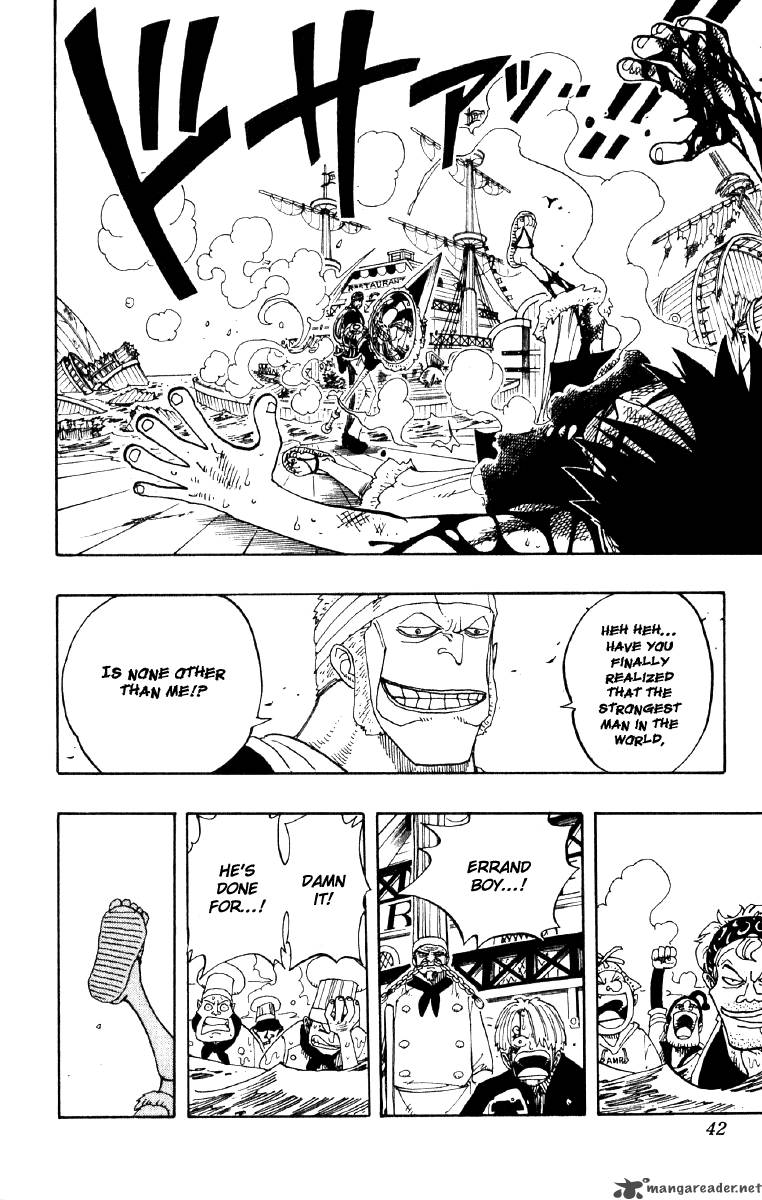 ドサァッ…!!
RESTAURANT
HEH HEH...
HAVE YOU
FINALLY
REALIZED
THAT THE
STRONGEST
MAN IN THE
WORLD,
IS NONE OTHER
THAN ME!?
ERRAND
BOY...!
R
DAMN
IT!
HE'S
DONE
FOR...!
42
mangareader.net